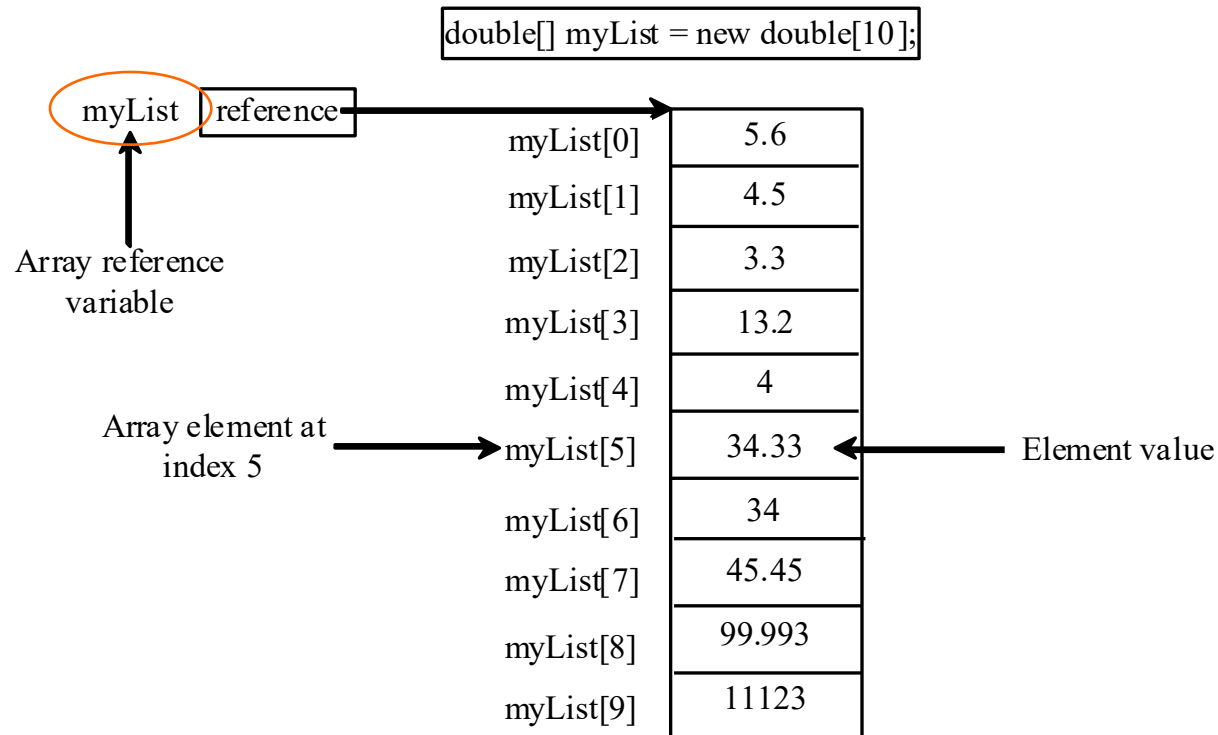 double[] myList = new double[10];
myList reference
myList[0] 5.6
myList[1] 4.5
Array reference
variable
myList[2] 3.3
myList[3] 13.2
myList[4] 4
Array element at
index 5
myList[5] 34.33 Element value
myList[6] 34
myList[7] 45.45
myList[8] 99.993
myList[9] 11123